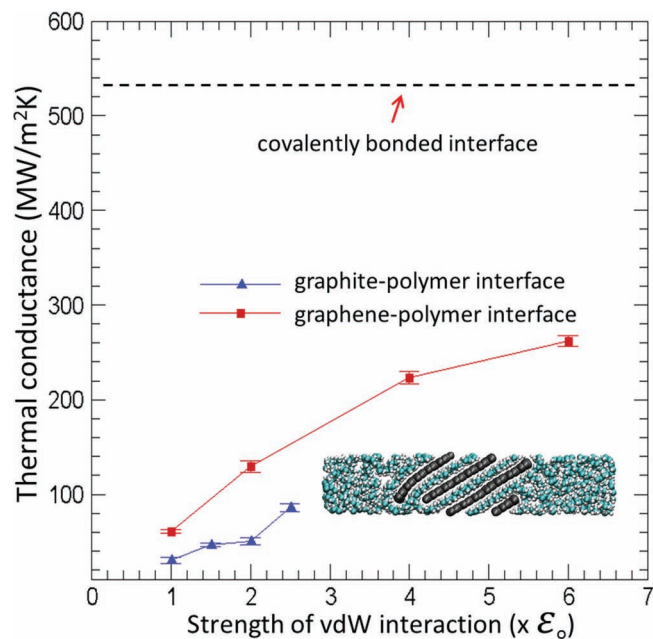 600
500
400
300
200
100
0
1
2
3
4
5
6
7
Thermal conductance (MW/m²K)
covalently bonded interface
graphite-polymer interface
graphene-polymer interface
Strength of vdW interaction (x ℰₒ)